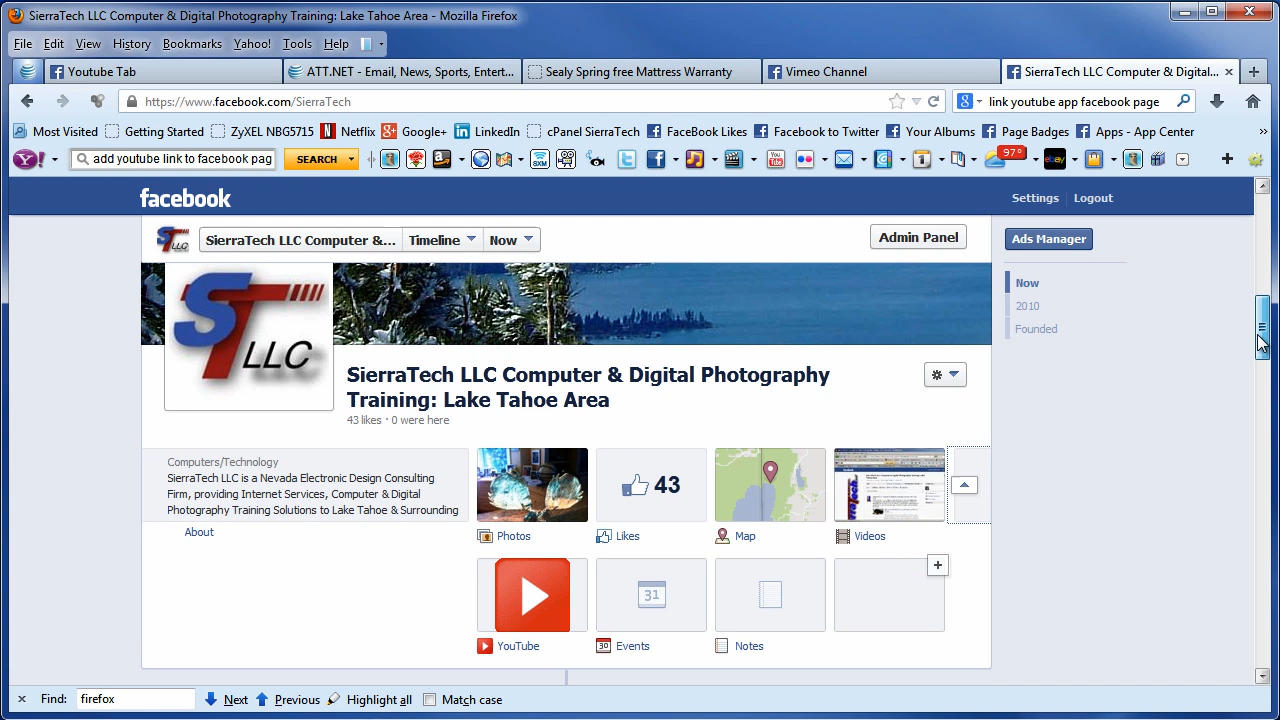 SierraTech LLC Computer & Digital Photography Training: Lake Tahoe Area - Mozilla Firefox
File Edit View History Bookmarks Yahoo! Tools Help
Youtube Tab
ATT.NET - Email, News, Sports, Entert...
Sealy Spring free Mattress Warranty
Vimeo Channel
SierraTech LLC Computer & Digital...
https://www.facebook.com/SierraTech
link youtube app facebook page
Most Visited Getting Started ZyXEL NBG5715 Netflix Google+ LinkedIn cPanel SierraTech FaceBook Likes Facebook to Twitter Your Albums Page Badges Apps - App Center
add youtube link to facebook pag
SEARCH
97°
facebook
Settings Logout
SierraTech LLC Computer &...
Timeline
Now
Admin Panel
Ads Manager
Now
2010
Founded
ST LLC
SierraTech LLC Computer & Digital Photography
Training: Lake Tahoe Area
43 likes · 0 were here
Computers/Technology
is a Nevada Electronic Web Consulting
Internet Services, Computer & Digital
Training Solutions to Lake Tahoe & Surrounding
About
43
Photos
Likes
Map
Videos
31
YouTube
Events
Notes
Find: firefox Next Previous Highlight all Match case